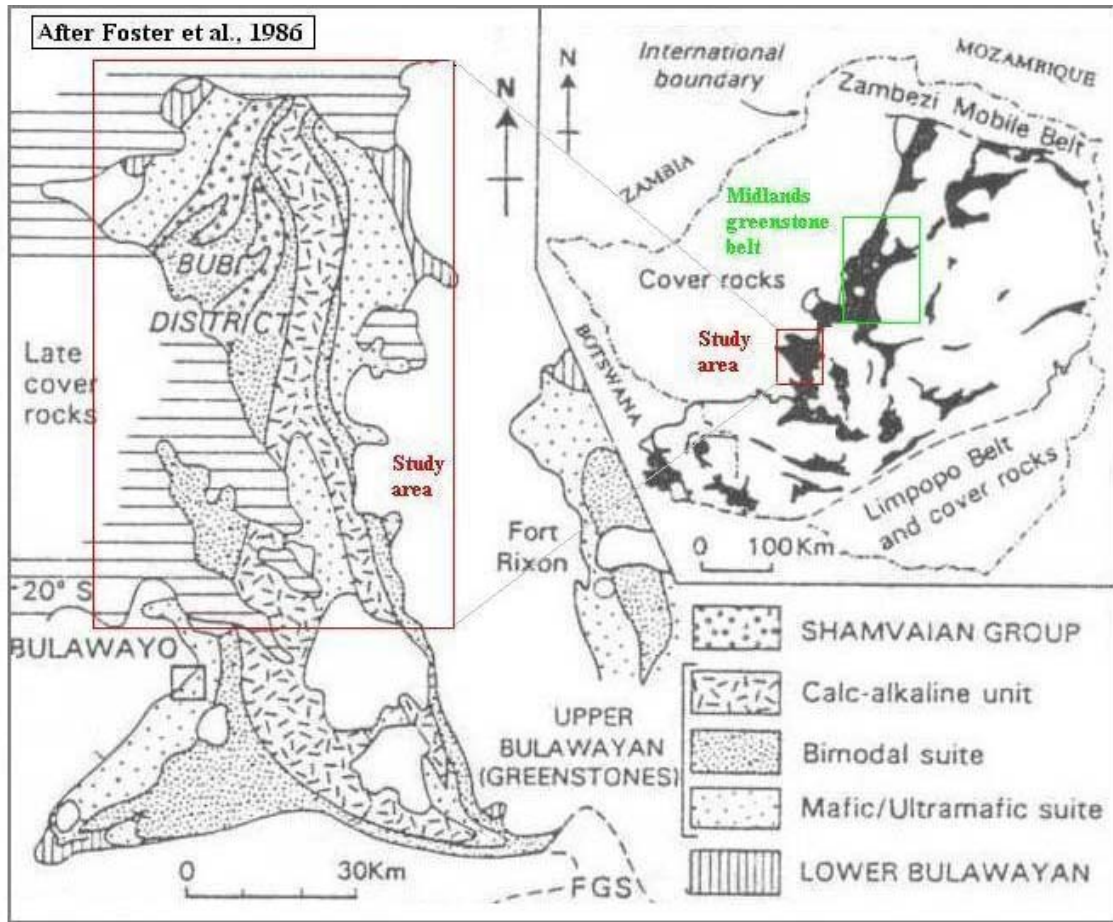 After Foster et al., 1986
N
N
International
boundary
MOZAMBIQUE
Zambezi Mobile Belt
ZAMBIA
Midlands
greenstone
belt
Cover rocks
Study
area
BOTSWANA
Limpopo Belt
and cover rocks
0 100 Km
BUBI
DISTRICT
Late
cover
rocks
Study
area
Fort
Rixon
20° S
BULAWAYO
UPPER
BULAWAYAN
(GREENSTONES)
SHAMVAIAN GROUP
Calc-alkaline unit
Bimodal suite
Mafic/Ultramafic suite
LOWER BULAWAYAN
0 30Km
FGS